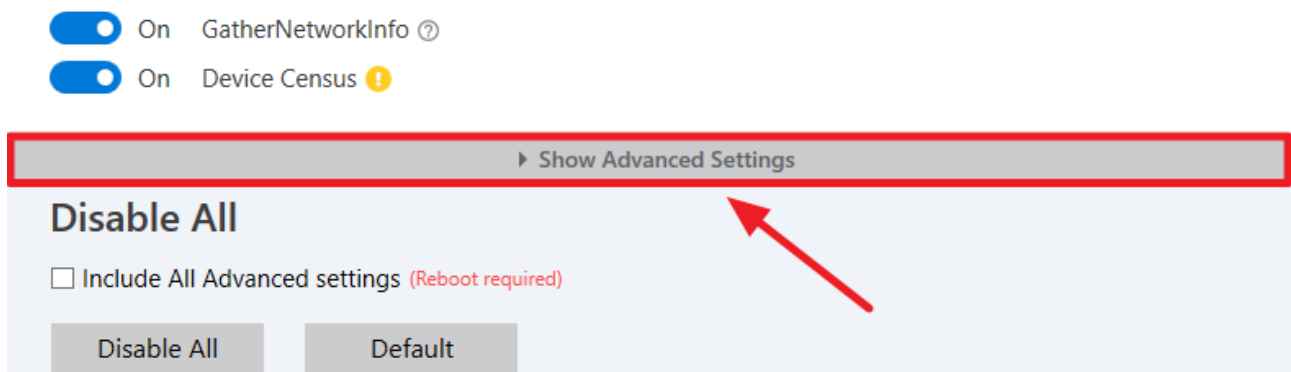 On GatherNetworkInfo ?
On Device Census !
Show Advanced Settings
Disable All
Include All Advanced settings (Reboot required)
Disable All Default